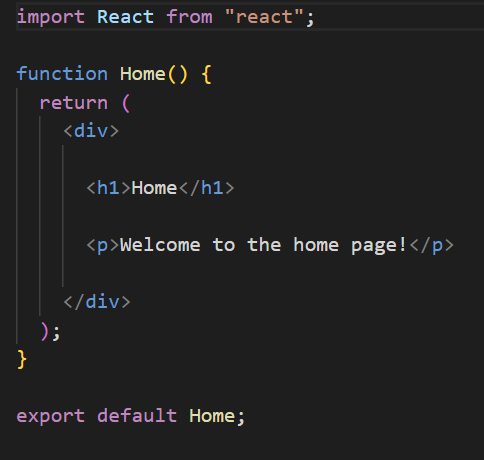 import React from "react";
function Home() {
return (
<div>
<h1>Home</h1>
<p>Welcome to the home page!</p>
</div>
);
}
export default Home;